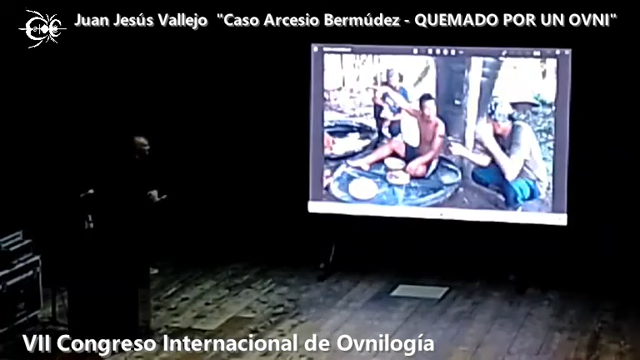 Juan Jesús Vallejo "Caso Arcesio Bermúdez - QUEMADO POR UN OVNI"
VII Congreso Internacional de Ovnilogía